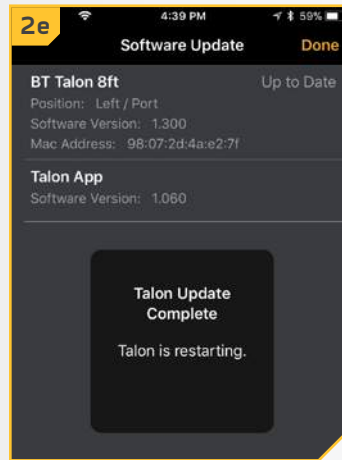 2e
4:39 PM 59%
Software Update Done
BT Talon 8ft Up to Date
Position: Left / Port
Software Version: 1.300
Mac Address: 98:07:2d:4a:e2:7f
Talon App
Software Version: 1.060
Talon Update
Complete
Talon is restarting.